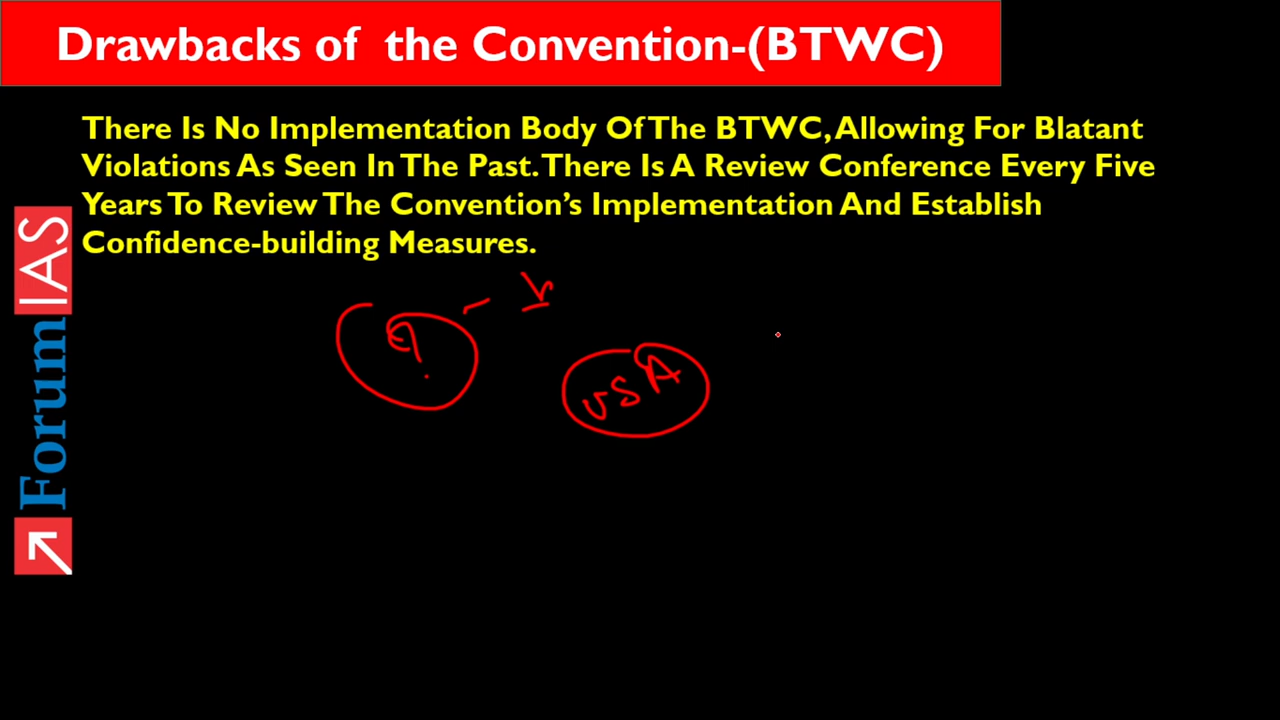 Drawbacks of the Convention-(BTWC)
There Is No Implementation Body Of The BTWC, Allowing For Blatant
Violations As Seen In The Past. There Is A Review Conference Every Five
Years To Review The Convention's Implementation And Establish
Confidence-building Measures.
USA
ForumIAS